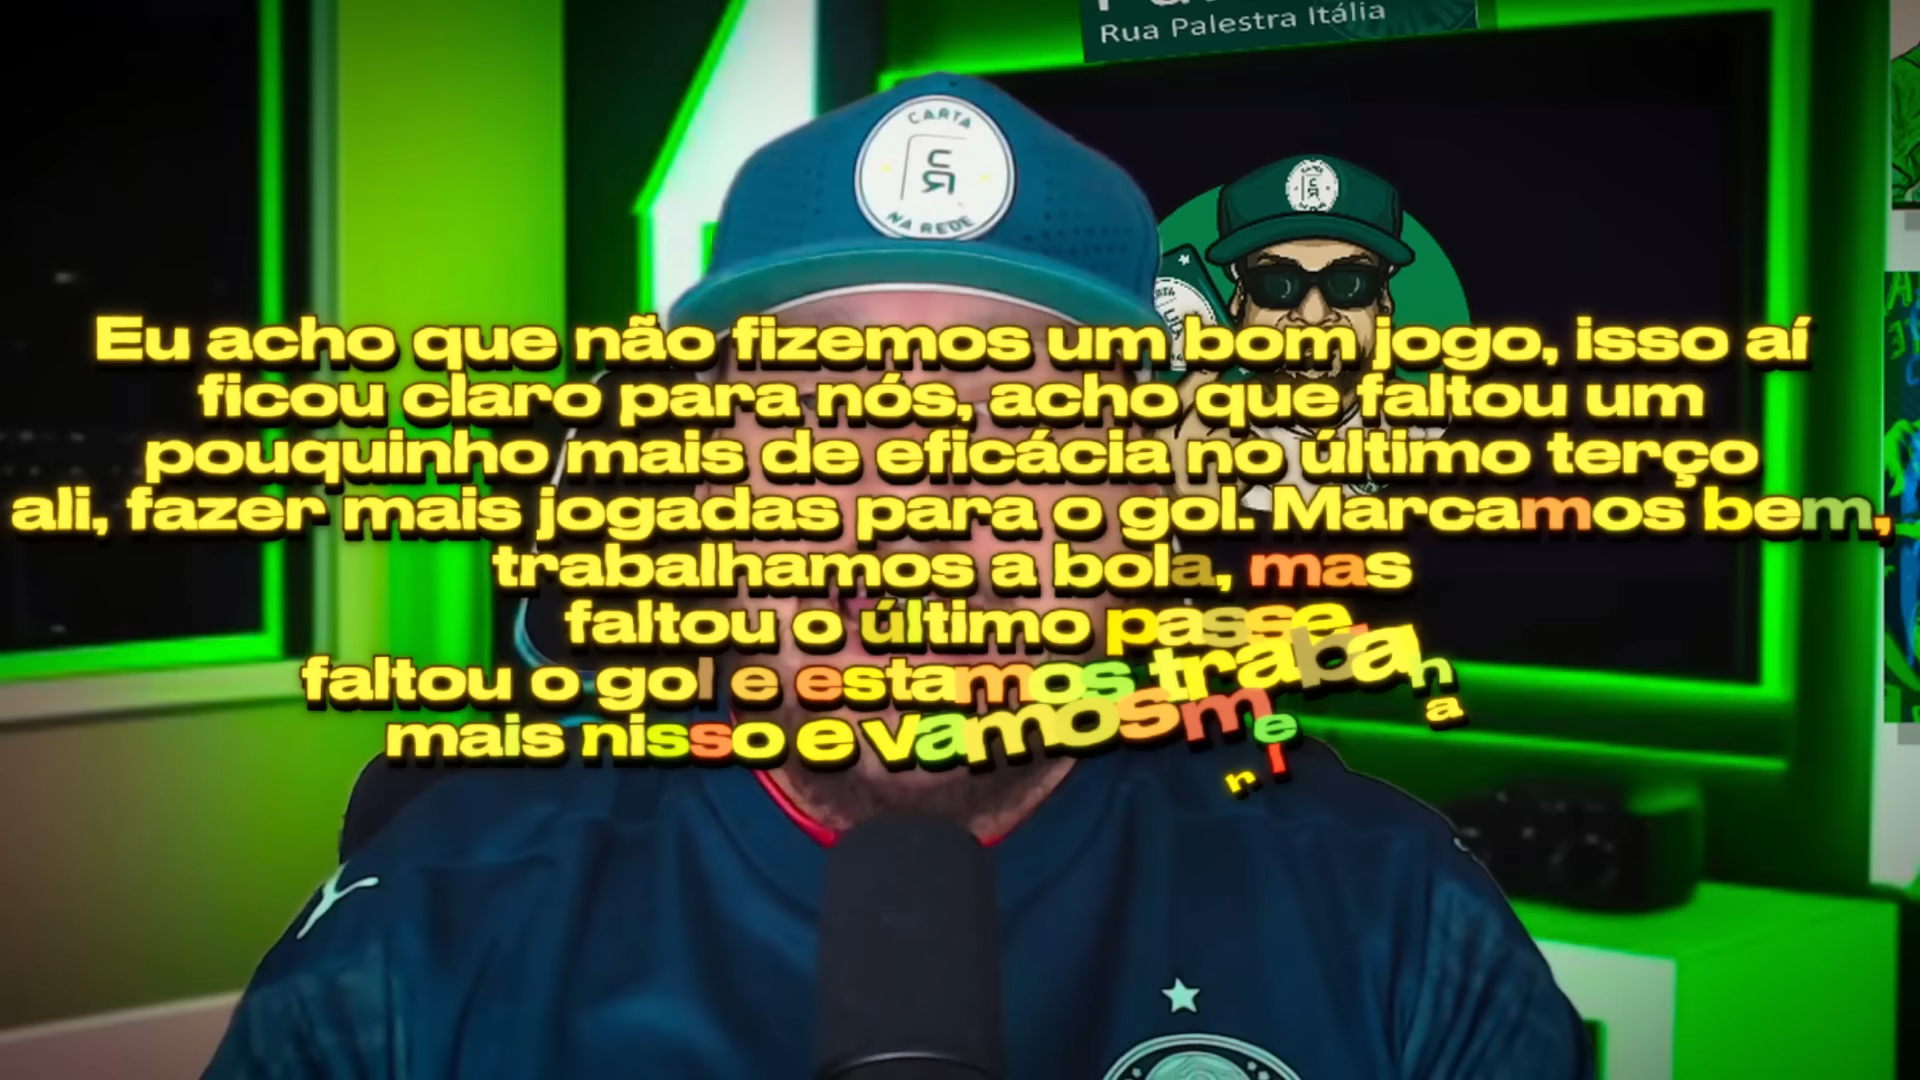 Rua Palestra Itália
CARTA
CR
NA REDE
Eu acho que não fizemos um bom jogo, isso aí
ficou claro para nós, acho que faltou um
pouquinho mais de eficácia no último terço
ali, fazer mais jogadas para o gol. Marcamos bem,
trabalhamos a bola, mas
faltou o último passe,
faltou o gol e estamos traba
mais nisso e vamos